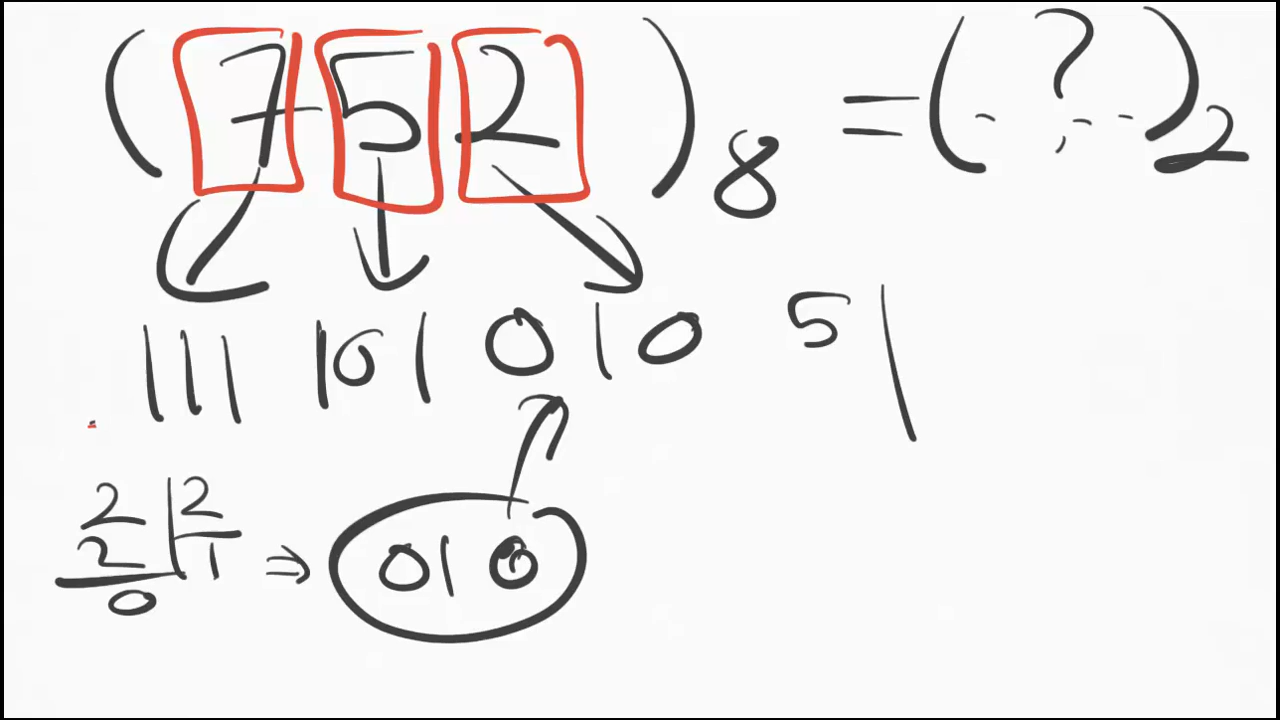 (752)8 = (?)2
111 101 010 5
2 2
2 1 ⇒ 010
0